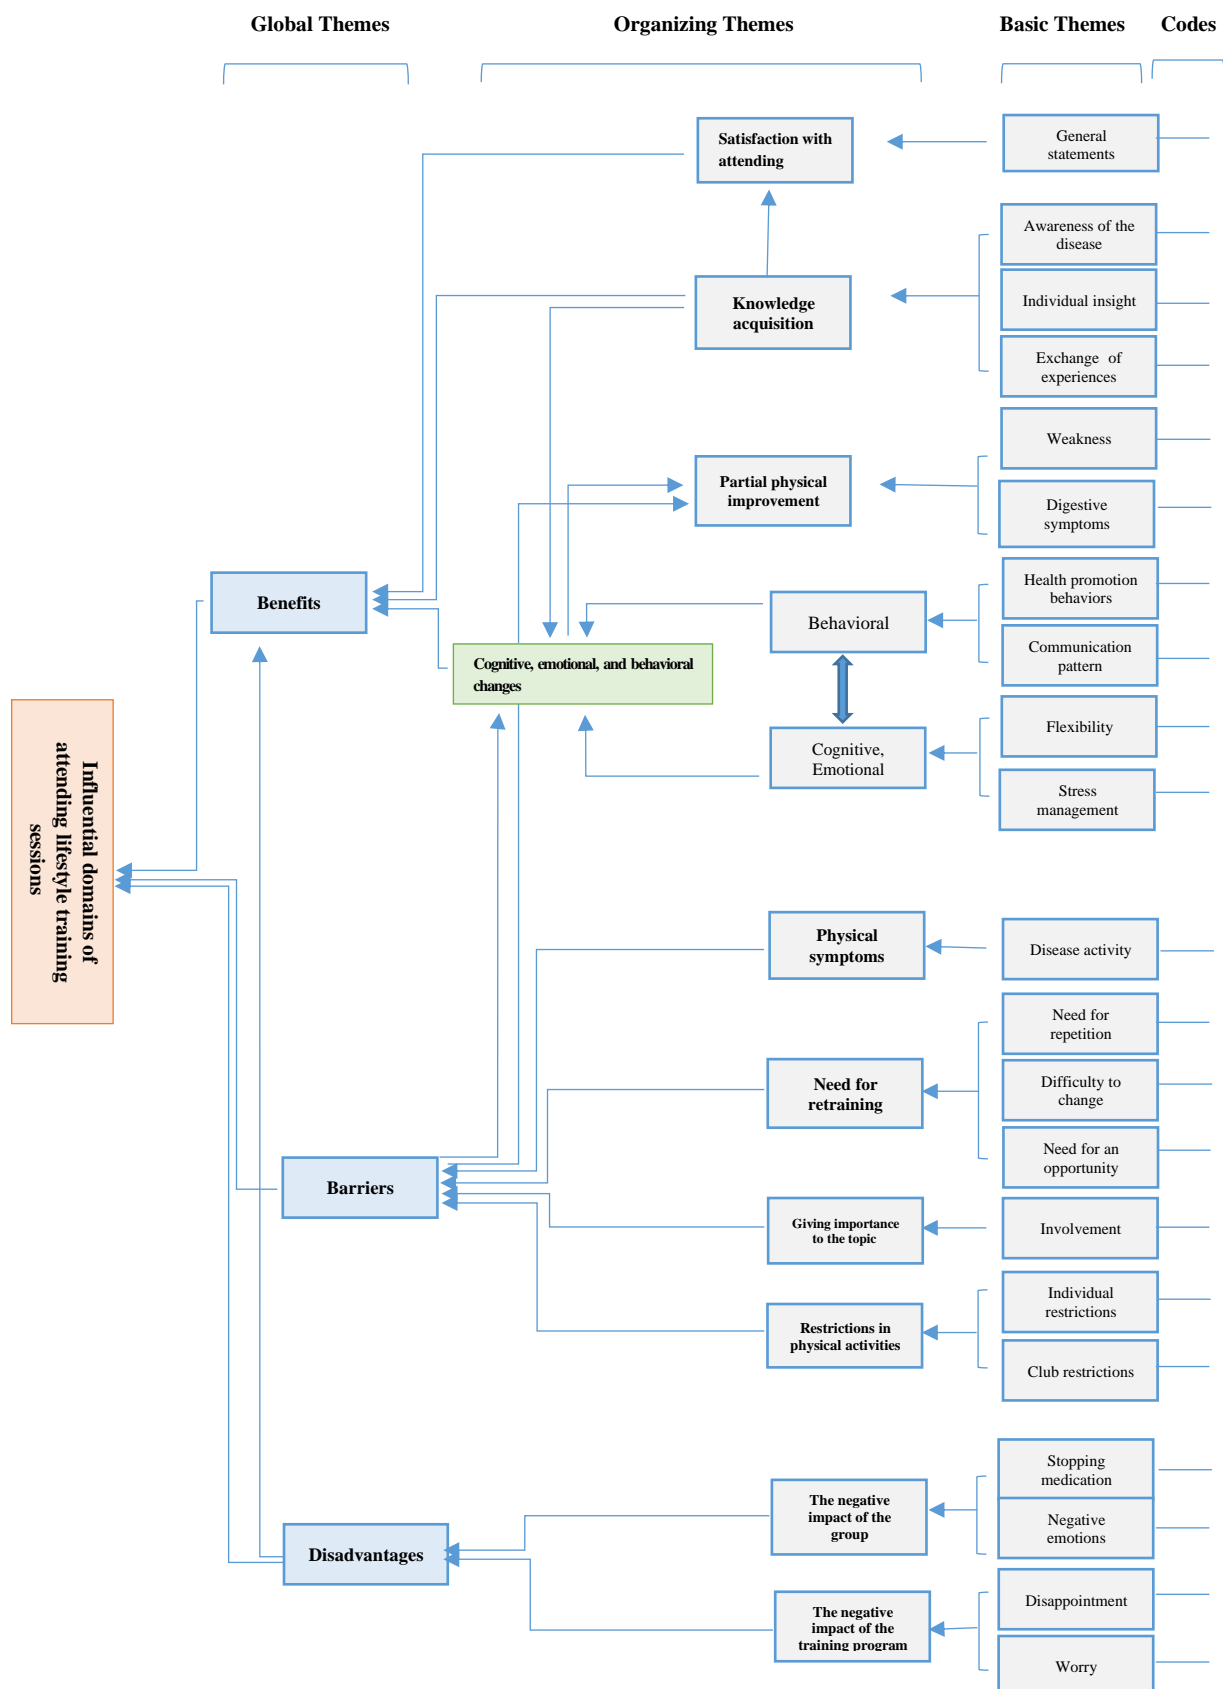 Global Themes
Organizing Themes
Basic Themes
Codes
Satisfaction with
attending
General
statements
Awareness of the
disease
Knowledge
acquisition
Individual insight
Exchange of
experiences
Weakness
Partial physical
improvement
Digestive
symptoms
Benefits
Health promotion
behaviors
Behavioral
Communication
pattern
Cognitive, emotional, and behavioral
changes
Flexibility
Cognitive,
Emotional
Stress
management
Influential domains of
attending lifestyle training
sessions
Physical
symptoms
Disease activity
Need for
repetition
Need for
retraining
Difficulty to
change
Need for an
opportunity
Barriers
Giving importance
to the topic
Involvement
Individual
restrictions
Restrictions in
physical activities
Club restrictions
Stopping
medication
The negative
impact of the
group
Negative
emotions
Disadvantages
Disappointment
The negative
impact of the
training program
Worry